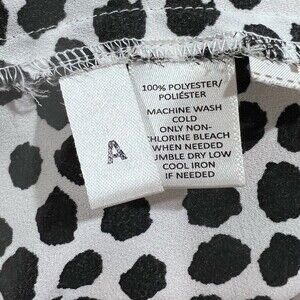 A
100% POLYESTER/
POLIÉSTER
MACHINE WASH
COLD
ONLY NON-
CHLORINE BLEACH
WHEN NEEDED
TUMBLE DRY LOW
COOL IRON
IF NEEDED